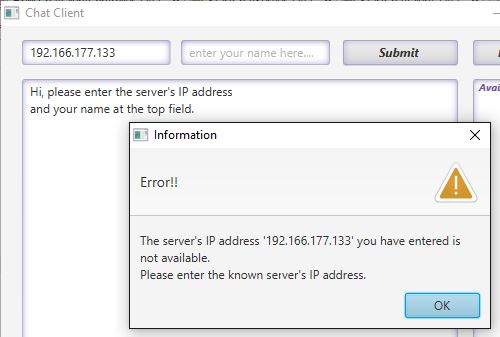 Chat Client
192.166.177.133
enter your name here....
Submit
Hi, please enter the server's IP address
and your name at the top field.
Information
Error!!
The server's IP address '192.166.177.133' you have entered is
not available.
Please enter the known server's IP address.
OK